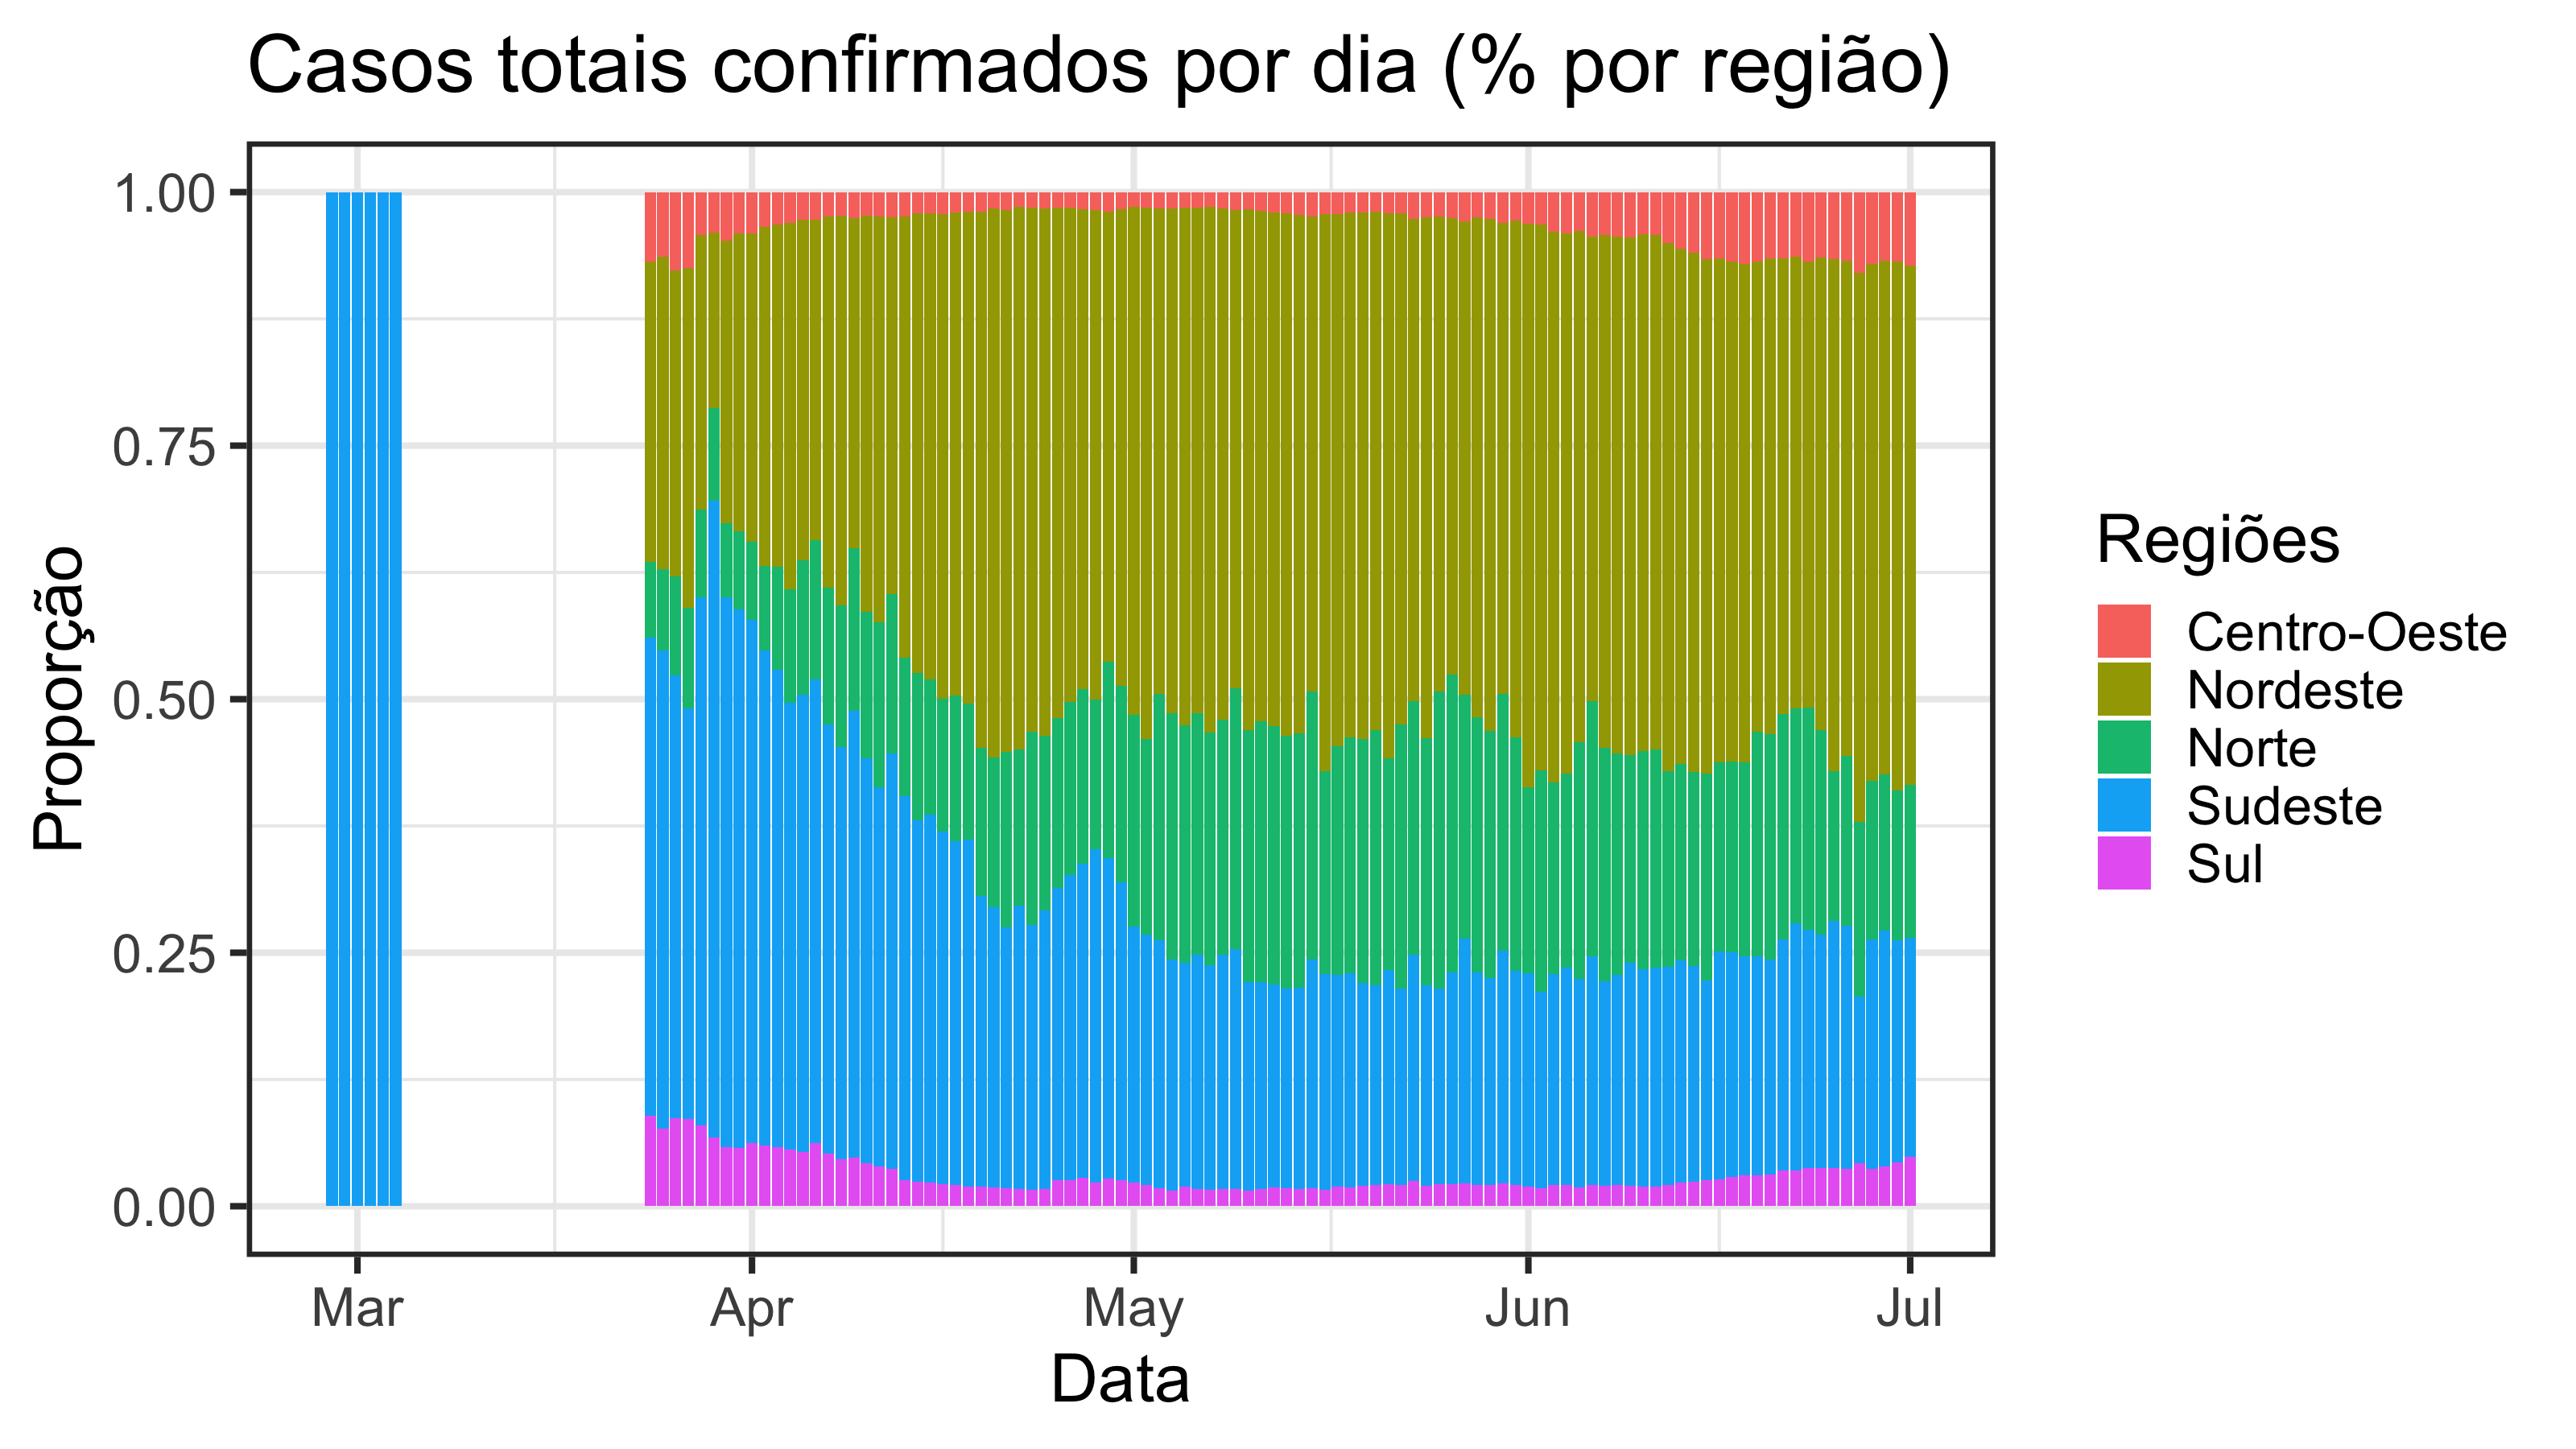 Casos totais confirmados por dia (% por região)
1.00
0.75
0.50
0.25
0.00
Proporção
Mar Apr May Jun Jul
Data
Regiões
Centro-Oeste
Nordeste
Norte
Sudeste
Sul